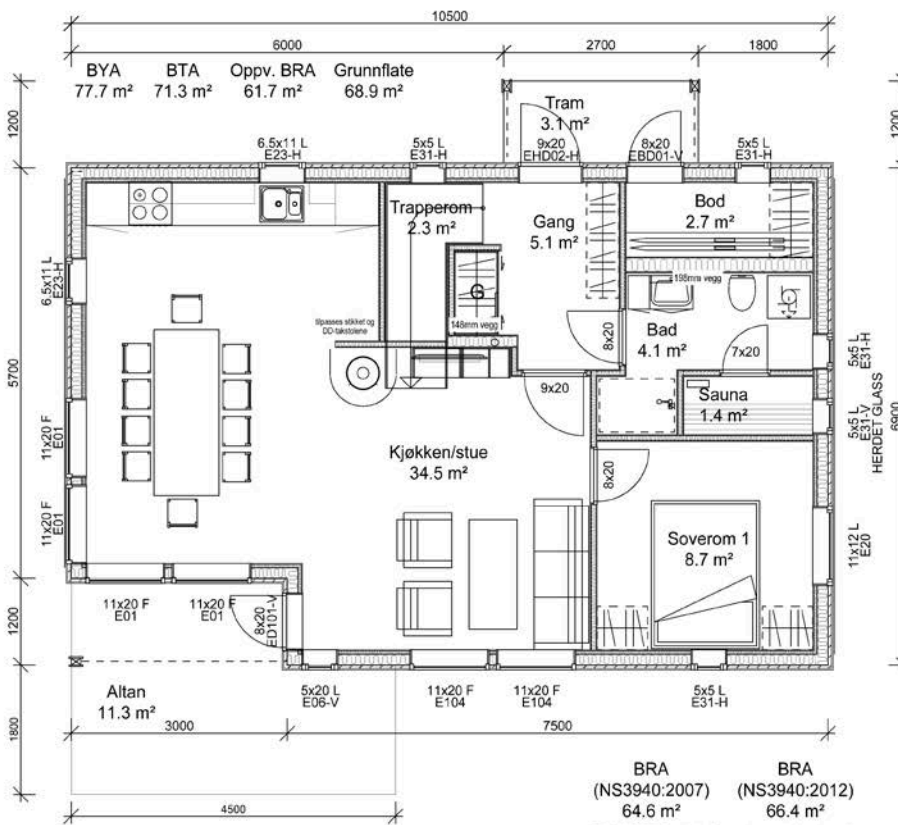 10500
6000
2700
1800
BYA
77.7 m²
BTA
71.3 m²
Oppv. BRA
61.7 m²
Grunnflate
68.9 m²
1200
Tram
3.1 m²
1200
6.5x11 L
E23-H
5x5 L
E31-H
9x20
EHD02-H
8x20
EBD01-V
5x5 L
E31-H
Trapperom
2.3 m²
Gang
5.1 m²
Bod
2.7 m²
6.5x11 L
E23-H
G
198mm vegg
148mm vegg
tilpasses stikket og
DD-takstolene
8x20
Bad
4.1 m²
7x20
5x5 L
E31-H
5700
9x20
Sauna
1.4 m²
5x5 L
E31-V
HERDET GLASS
6900
11x20 F
E01
Kjøkken/stue
34.5 m²
8x20
11x20 F
E01
Soverom 1
8.7 m²
11x12 L
E20
11x20 F
E01
11x20 F
E01
8x20
ED101-V
1200
Altan
11.3 m²
5x20 L
E06-V
11x20 F
E104
11x20 F
E104
5x5 L
E31-H
1800
3000
7500
4500
BRA
(NS3940:2007)
64.6 m²
BRA
(NS3940:2012)
66.4 m²